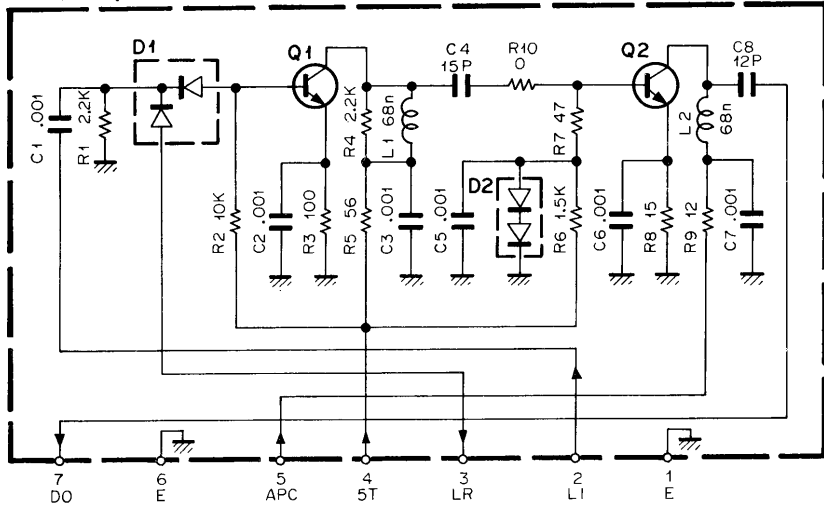 D1
Q1
C4
15P
R10
0
Q2
C8
12P
C1 .001
R1 2.2K
R4 2.2K
L1 68n
R7 47
L2
68n
D2
R2 10K
C2 .001
R3 100
R5 56
C3 .001
C5 .001
R6 1.5K
C6 .001
R8 15
R9 12
C7 .001
7
DO
6
E
5
APC
4
5T
3
LR
2
LI
1
E